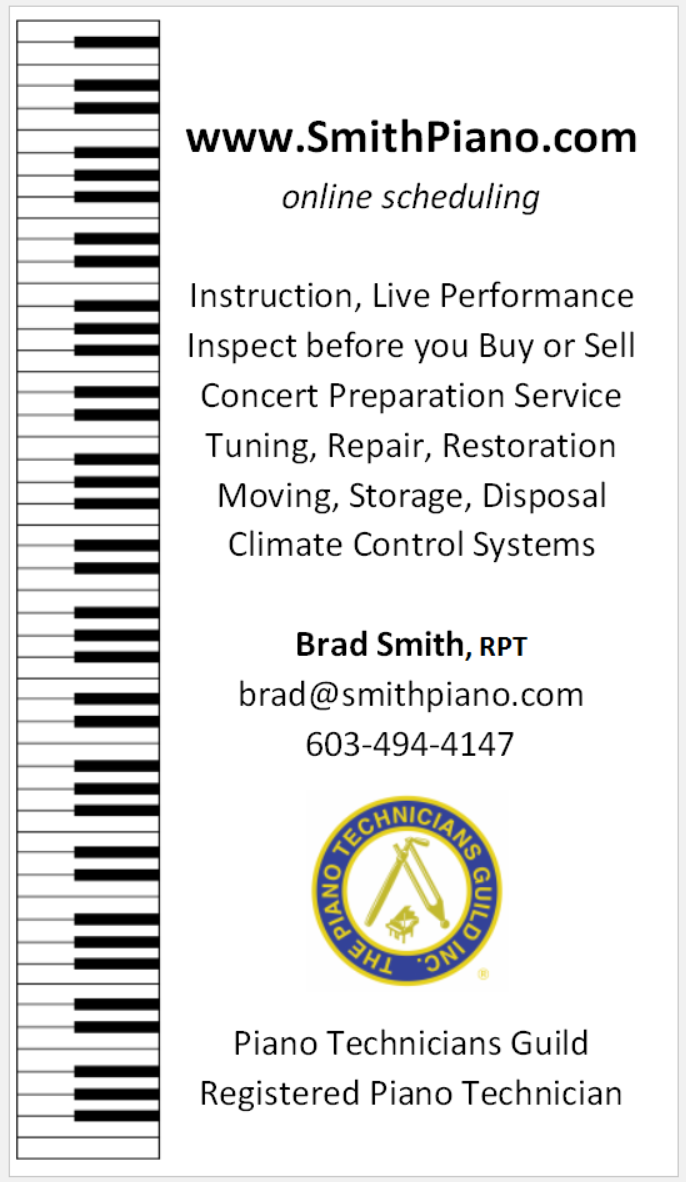 www.SmithPiano.com
online scheduling
Instruction, Live Performance
Inspect before you Buy or Sell
Concert Preparation Service
Tuning, Repair, Restoration
Moving, Storage, Disposal
Climate Control Systems
Brad Smith, RPT
brad@smithpiano.com
603-494-4147
THE PIANO TECHNICIANS GUILD INC.
®
Piano Technicians Guild
Registered Piano Technician